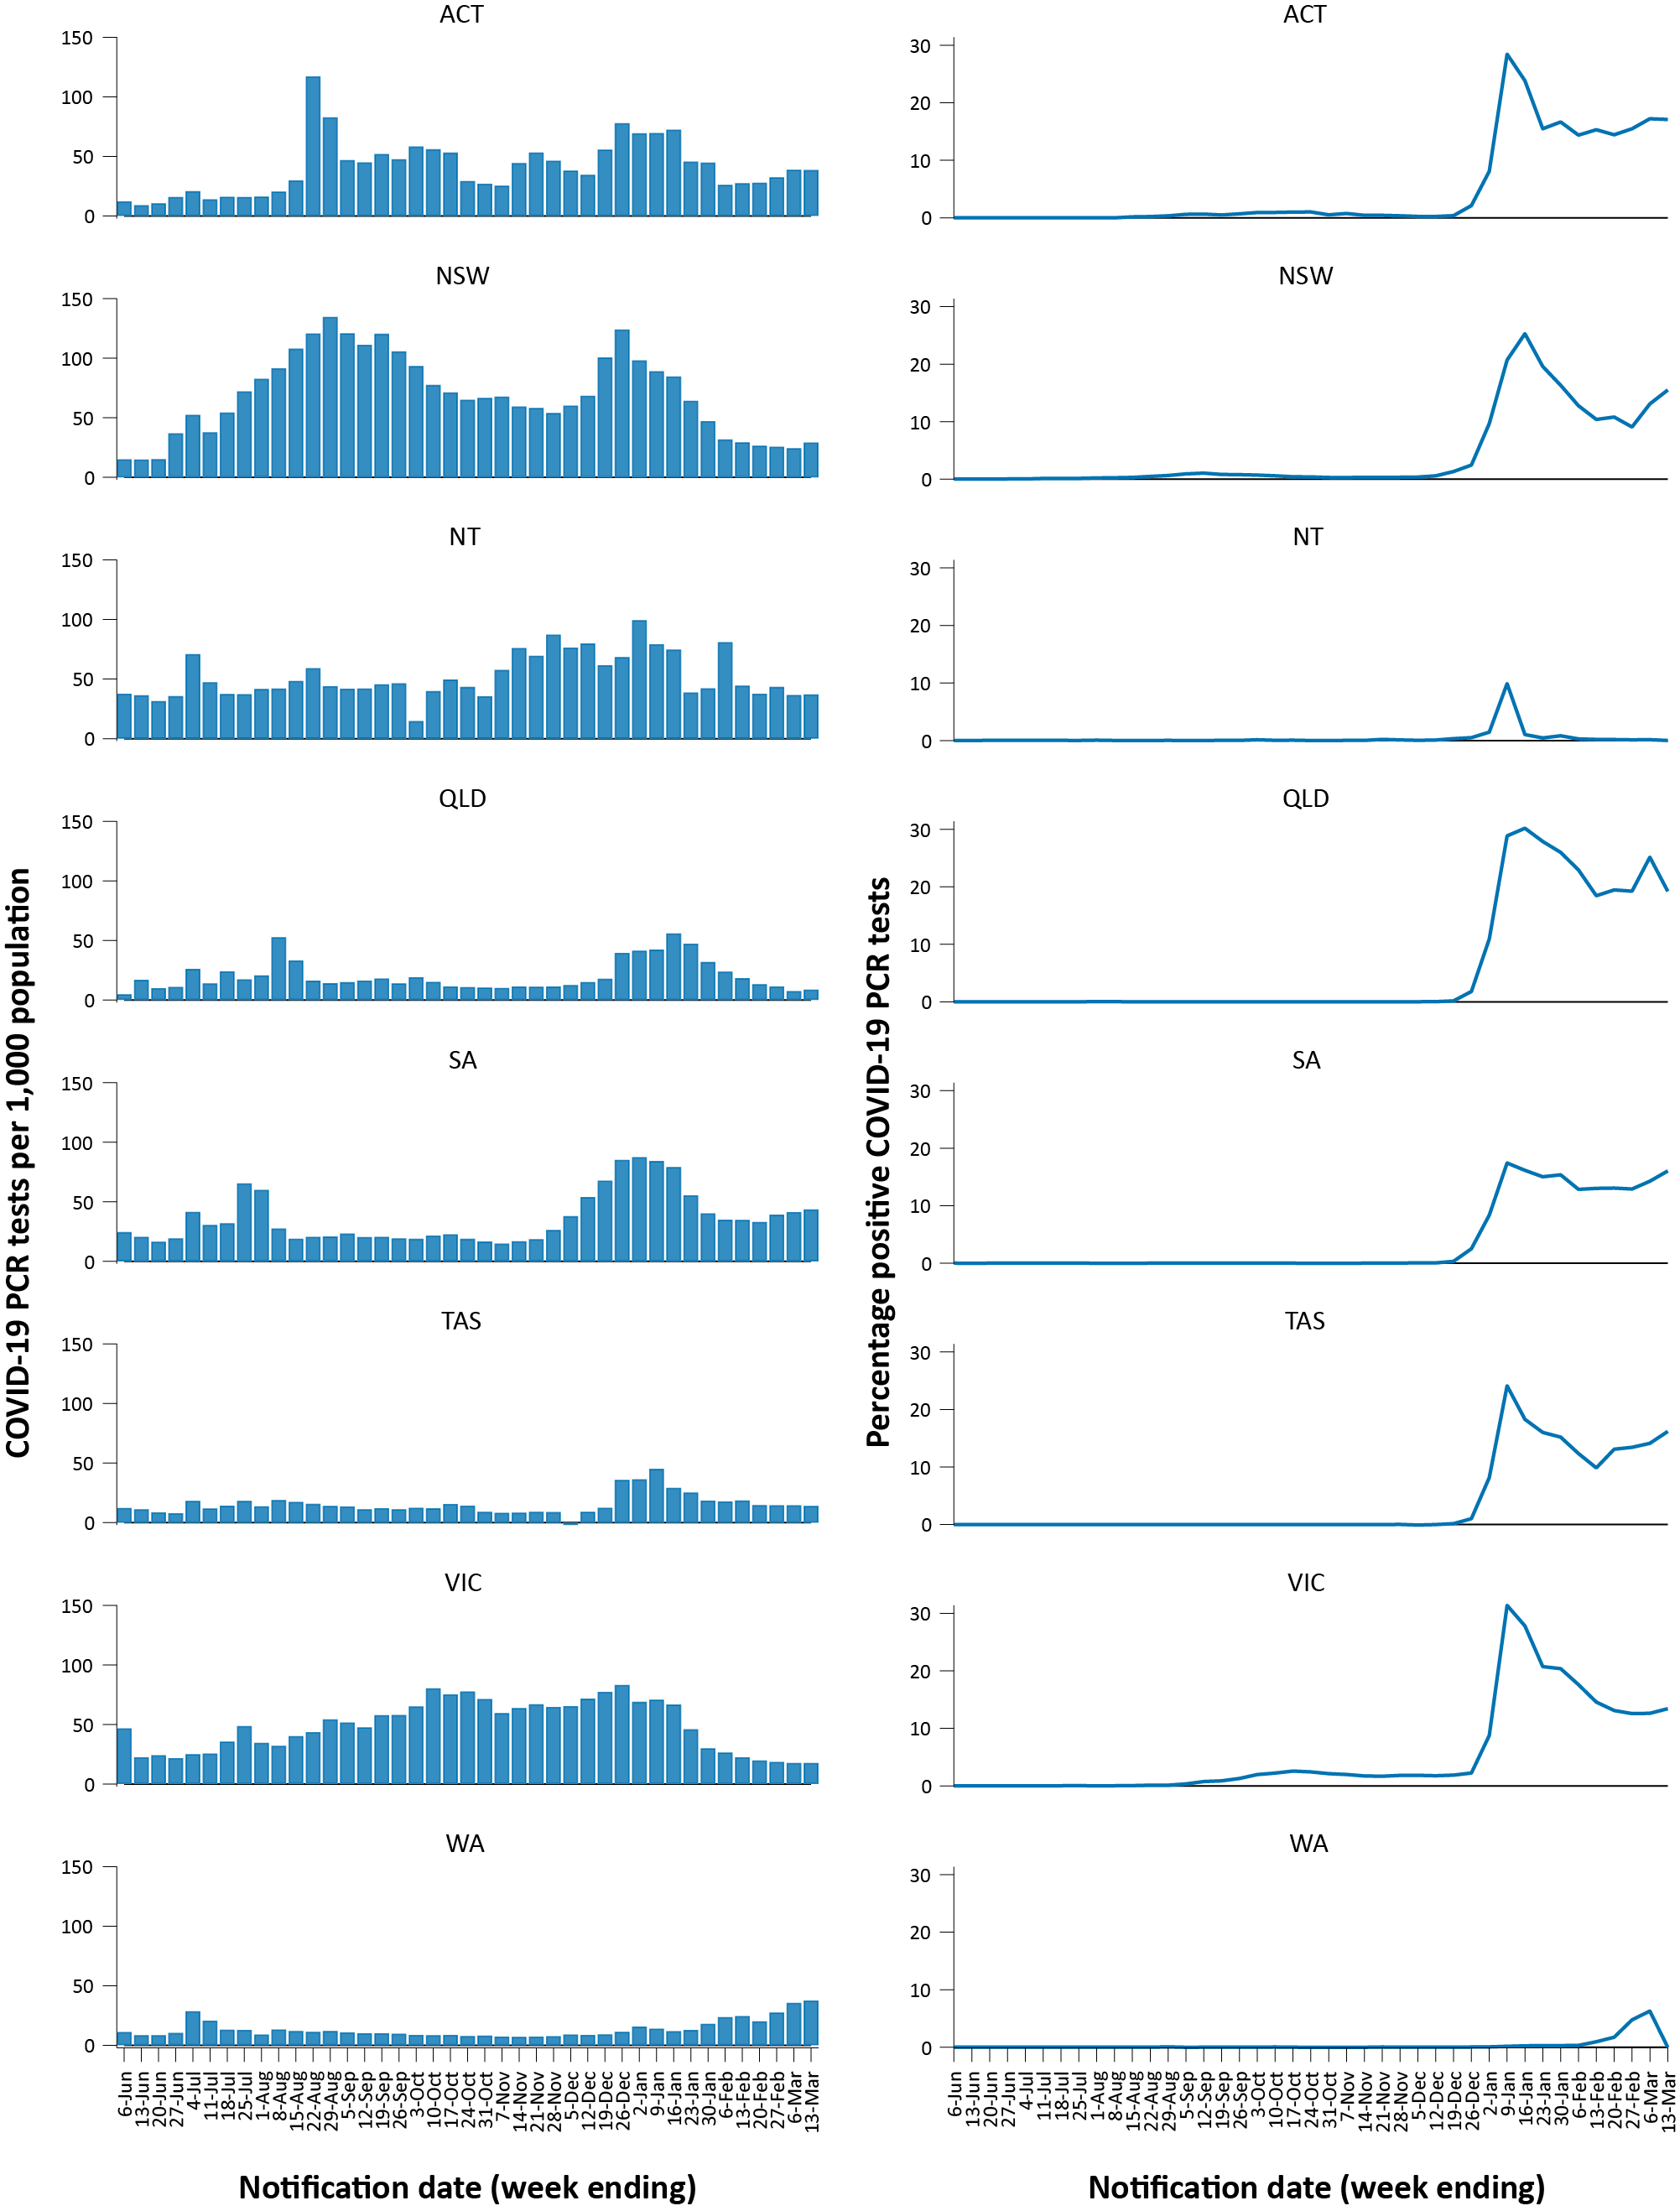 ACT
150
100
50
0
NSW
150
100
50
0
NT
150
100
50
0
QLD
150
100
50
0
SA
150
100
50
0
TAS
150
100
50
0
VIC
150
100
50
0
WA
150
100
50
0
COVID-19 PCR tests per 1,000 population
6-Jun
13-Jun
20-Jun
27-Jun
4-Jul
11-Jul
18-Jul
25-Jul
1-Aug
8-Aug
15-Aug
22-Aug
29-Aug
5-Sep
12-Sep
19-Sep
26-Sep
3-Oct
10-Oct
17-Oct
24-Oct
31-Oct
7-Nov
14-Nov
21-Nov
28-Nov
5-Dec
12-Dec
19-Dec
26-Dec
2-Jan
9-Jan
16-Jan
23-Jan
30-Jan
6-Feb
13-Feb
20-Feb
27-Feb
6-Mar
13-Mar
Notification date (week ending)
ACT
30
20
10
0
NSW
30
20
10
0
NT
30
20
10
0
QLD
30
20
10
0
SA
30
20
10
0
TAS
30
20
10
0
VIC
30
20
10
0
WA
30
20
10
0
Percentage positive COVID-19 PCR tests
6-Jun
13-Jun
20-Jun
27-Jun
4-Jul
11-Jul
18-Jul
25-Jul
1-Aug
8-Aug
15-Aug
22-Aug
29-Aug
5-Sep
12-Sep
19-Sep
26-Sep
3-Oct
10-Oct
17-Oct
24-Oct
31-Oct
7-Nov
14-Nov
21-Nov
28-Nov
5-Dec
12-Dec
19-Dec
26-Dec
2-Jan
9-Jan
16-Jan
23-Jan
30-Jan
6-Feb
13-Feb
20-Feb
27-Feb
6-Mar
13-Mar
Notification date (week ending)